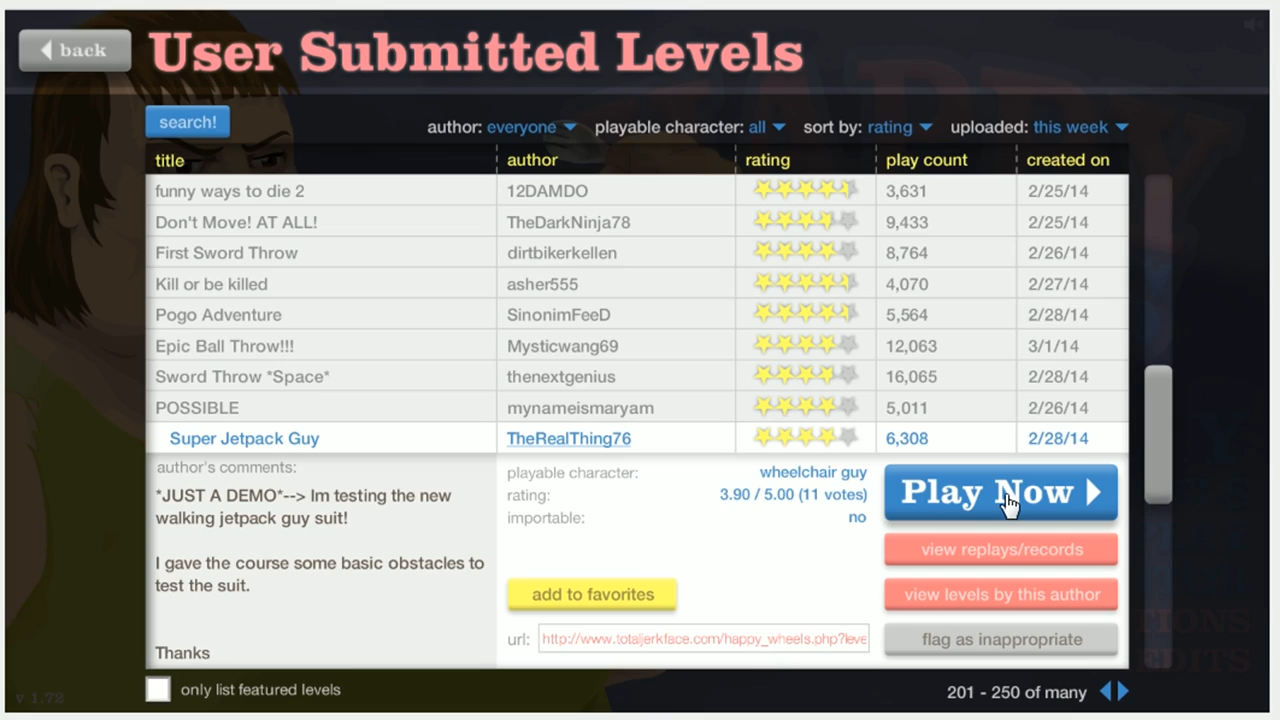 back
User Submitted Levels
search!
author: everyone playable character: all sort by: rating uploaded: this week
title author rating play count created on
funny ways to die 2 12DAMDO 3,631 2/25/14
Don't Move! AT ALL! TheDarkNinja78 9,433 2/25/14
First Sword Throw dirtbikerkellen 8,764 2/26/14
Kill or be killed asher555 4,070 2/27/14
Pogo Adventure SinonimFeeD 5,564 2/28/14
Epic Ball Throw!!! Mysticwang69 12,063 3/1/14
Sword Throw *Space* thenextgenius 16,065 2/28/14
POSSIBLE mynameismaryam 5,011 2/26/14
Super Jetpack Guy TheRealThing76 6,308 2/28/14
author's comments:
*JUST A DEMO*--> Im testing the new
walking jetpack guy suit!
I gave the course some basic obstacles to
test the suit.
Thanks
playable character: wheelchair guy
rating: 3.90 / 5.00 (11 votes)
importable: no
add to favorites
url: http://www.totaljerkface.com/happy_wheels.php?leve
Play Now
view replays/records
view levels by this author
flag as inappropriate
only list featured levels
201 - 250 of many
v 1.72